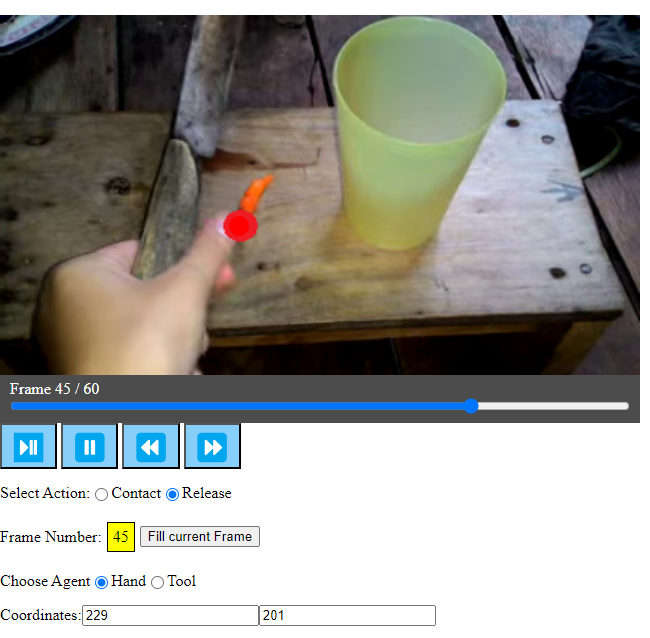 Frame 45 / 60
Select Action: Contact Release
Frame Number: 45 Fill current Frame
Choose Agent Hand Tool
Coordinates: 229 201